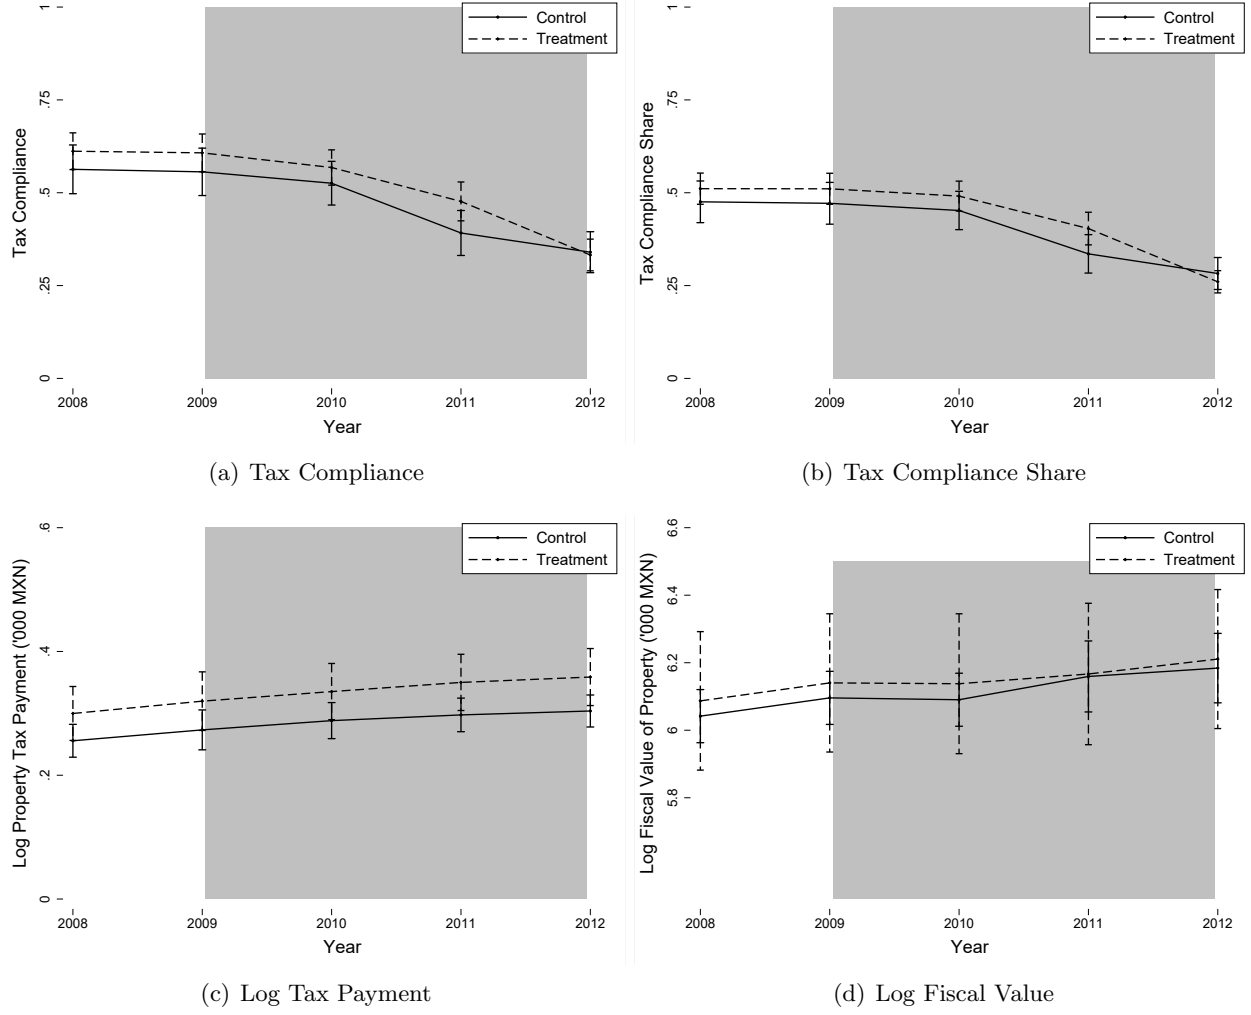 Control
Treatment
Tax Compliance
1
.75
.5
.25
0
2008 2009 2010 2011 2012
Year
(a) Tax Compliance
Control
Treatment
Tax Compliance Share
1
.75
.5
.25
0
2008 2009 2010 2011 2012
Year
(b) Tax Compliance Share
Control
Treatment
Log Property Tax Payment ('000 MXN)
.6
.4
.2
0
2008 2009 2010 2011 2012
Year
(c) Log Tax Payment
Control
Treatment
Log Fiscal Value of Property ('000 MXN)
6.6
6.4
6.2
6
5.8
2008 2009 2010 2011 2012
Year
(d) Log Fiscal Value